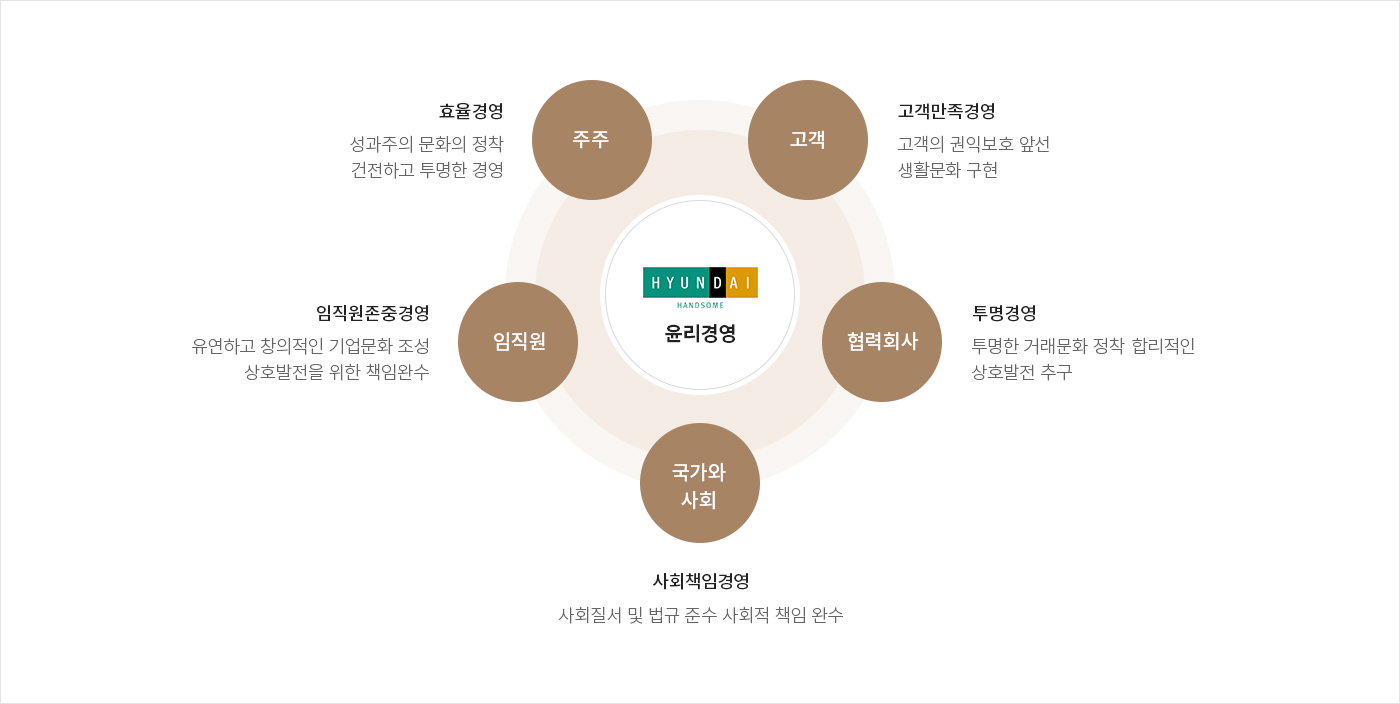 효율경영
성과주의 문화의 정착
건전하고 투명한 경영
주주
고객
고객만족경영
고객의 권익보호 앞선
생활문화 구현
HYUNDAI
HANDSOME
윤리경영
임직원존중경영
유연하고 창의적인 기업문화 조성
상호발전을 위한 책임완수
임직원
협력회사
투명경영
투명한 거래문화 정착 합리적인
상호발전 추구
국가와
사회
사회책임경영
사회질서 및 법규 준수 사회적 책임 완수